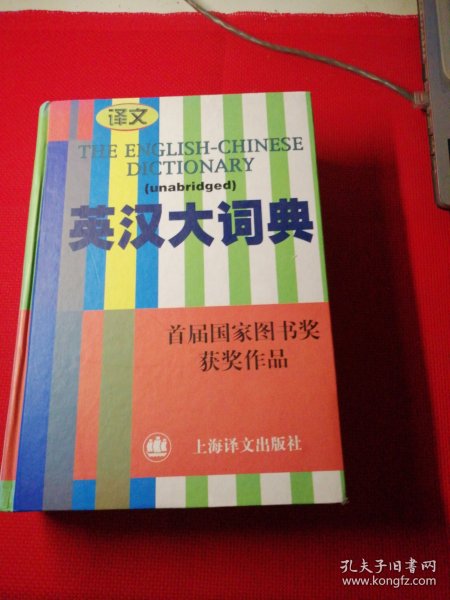 译文
THE ENGLISH-CHINESE
DICTIONARY
(unabridged)
英汉大词典
首届国家图书奖
获奖作品
上海译文出版社
孔夫子旧书网
www.kongfz.com